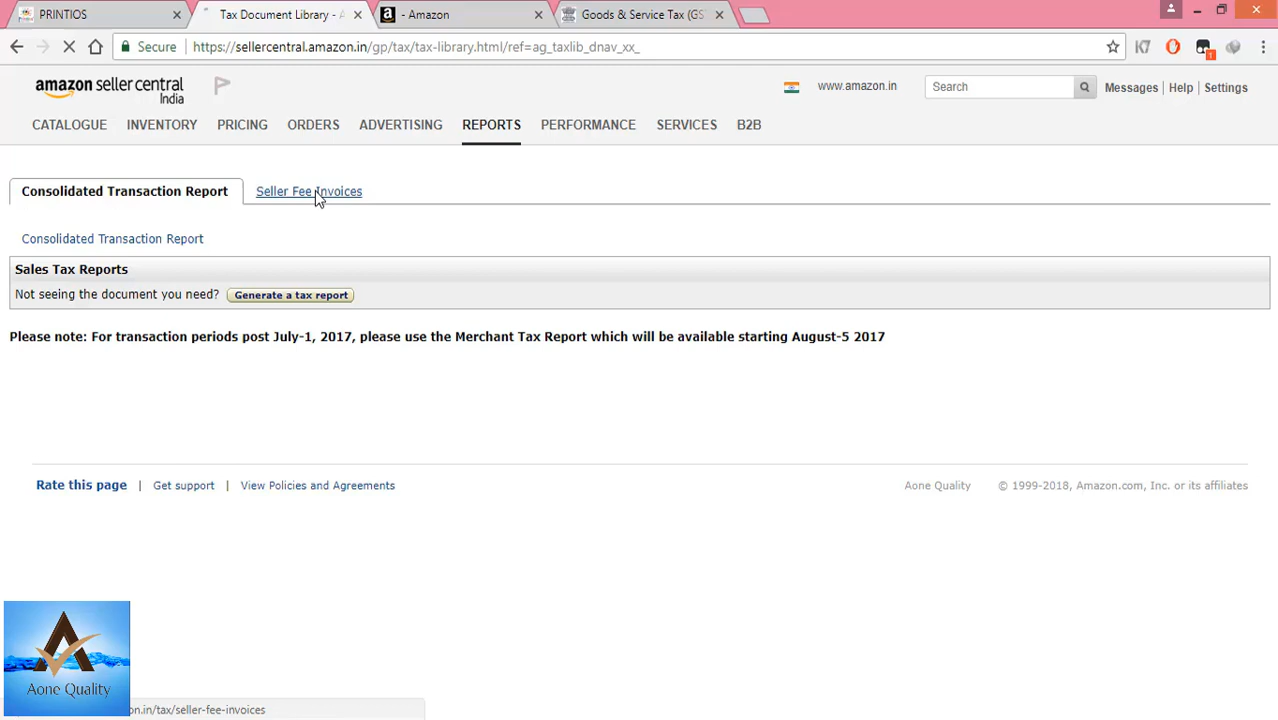 PRINTIOS
Tax Document Library -
- Amazon
Goods & Service Tax (GS
Secure
https://sellercentral.amazon.in/gp/tax/tax-library.html/ref=ag_taxlib_dnav_xx_
1
amazon seller central
India
www.amazon.in
Search
Messages | Help | Settings
CATALOGUE INVENTORY PRICING ORDERS ADVERTISING REPORTS PERFORMANCE SERVICES B2B
Consolidated Transaction Report
Seller Fee Invoices
Consolidated Transaction Report
Sales Tax Reports
Not seeing the document you need? Generate a tax report
Please note: For transaction periods post July-1, 2017, please use the Merchant Tax Report which will be available starting August-5 2017
Rate this page | Get support | View Policies and Agreements
Aone Quality © 1999-2018, Amazon.com, Inc. or its affiliates
Aone Quality
on.in/tax/seller-fee-invoices